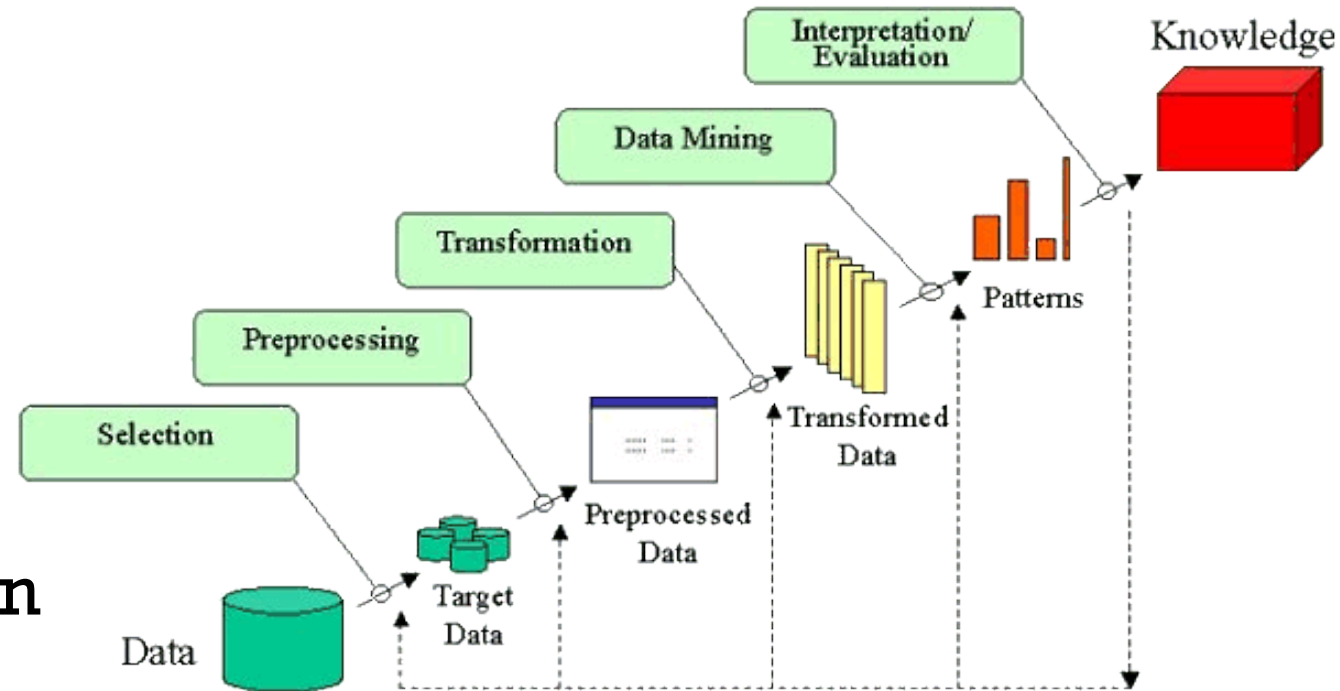 Interpretation/
Evaluation
Knowledge
Data Mining
Transformation
Patterns
Preprocessing
Transformed
Data
Selection
Preprocessed
Data
n
Target
Data
Data